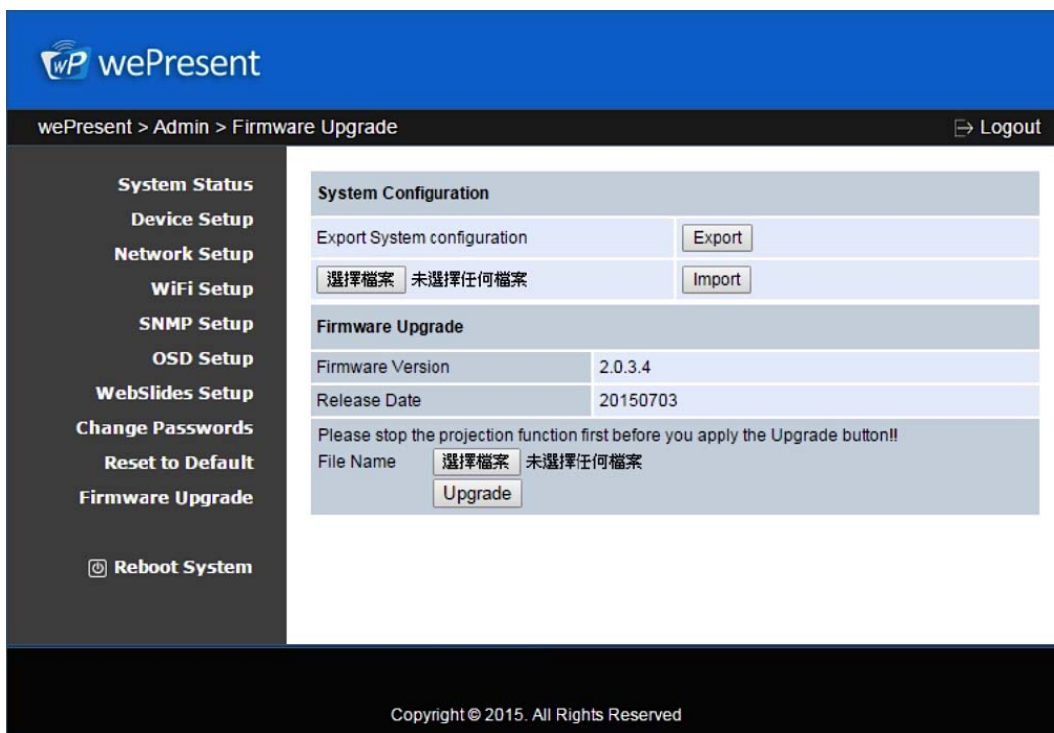 wP wePresent
wePresent > Admin > Firmware Upgrade
Logout
System Status
Device Setup
Network Setup
WiFi Setup
SNMP Setup
OSD Setup
WebSlides Setup
Change Passwords
Reset to Default
Firmware Upgrade
Reboot System
System Configuration
Export System configuration Export
選擇檔案 未選擇任何檔案 Import
Firmware Upgrade
Firmware Version 2.0.3.4
Release Date 20150703
Please stop the projection function first before you apply the Upgrade button!!
File Name 選擇檔案 未選擇任何檔案
Upgrade
Copyright © 2015. All Rights Reserved